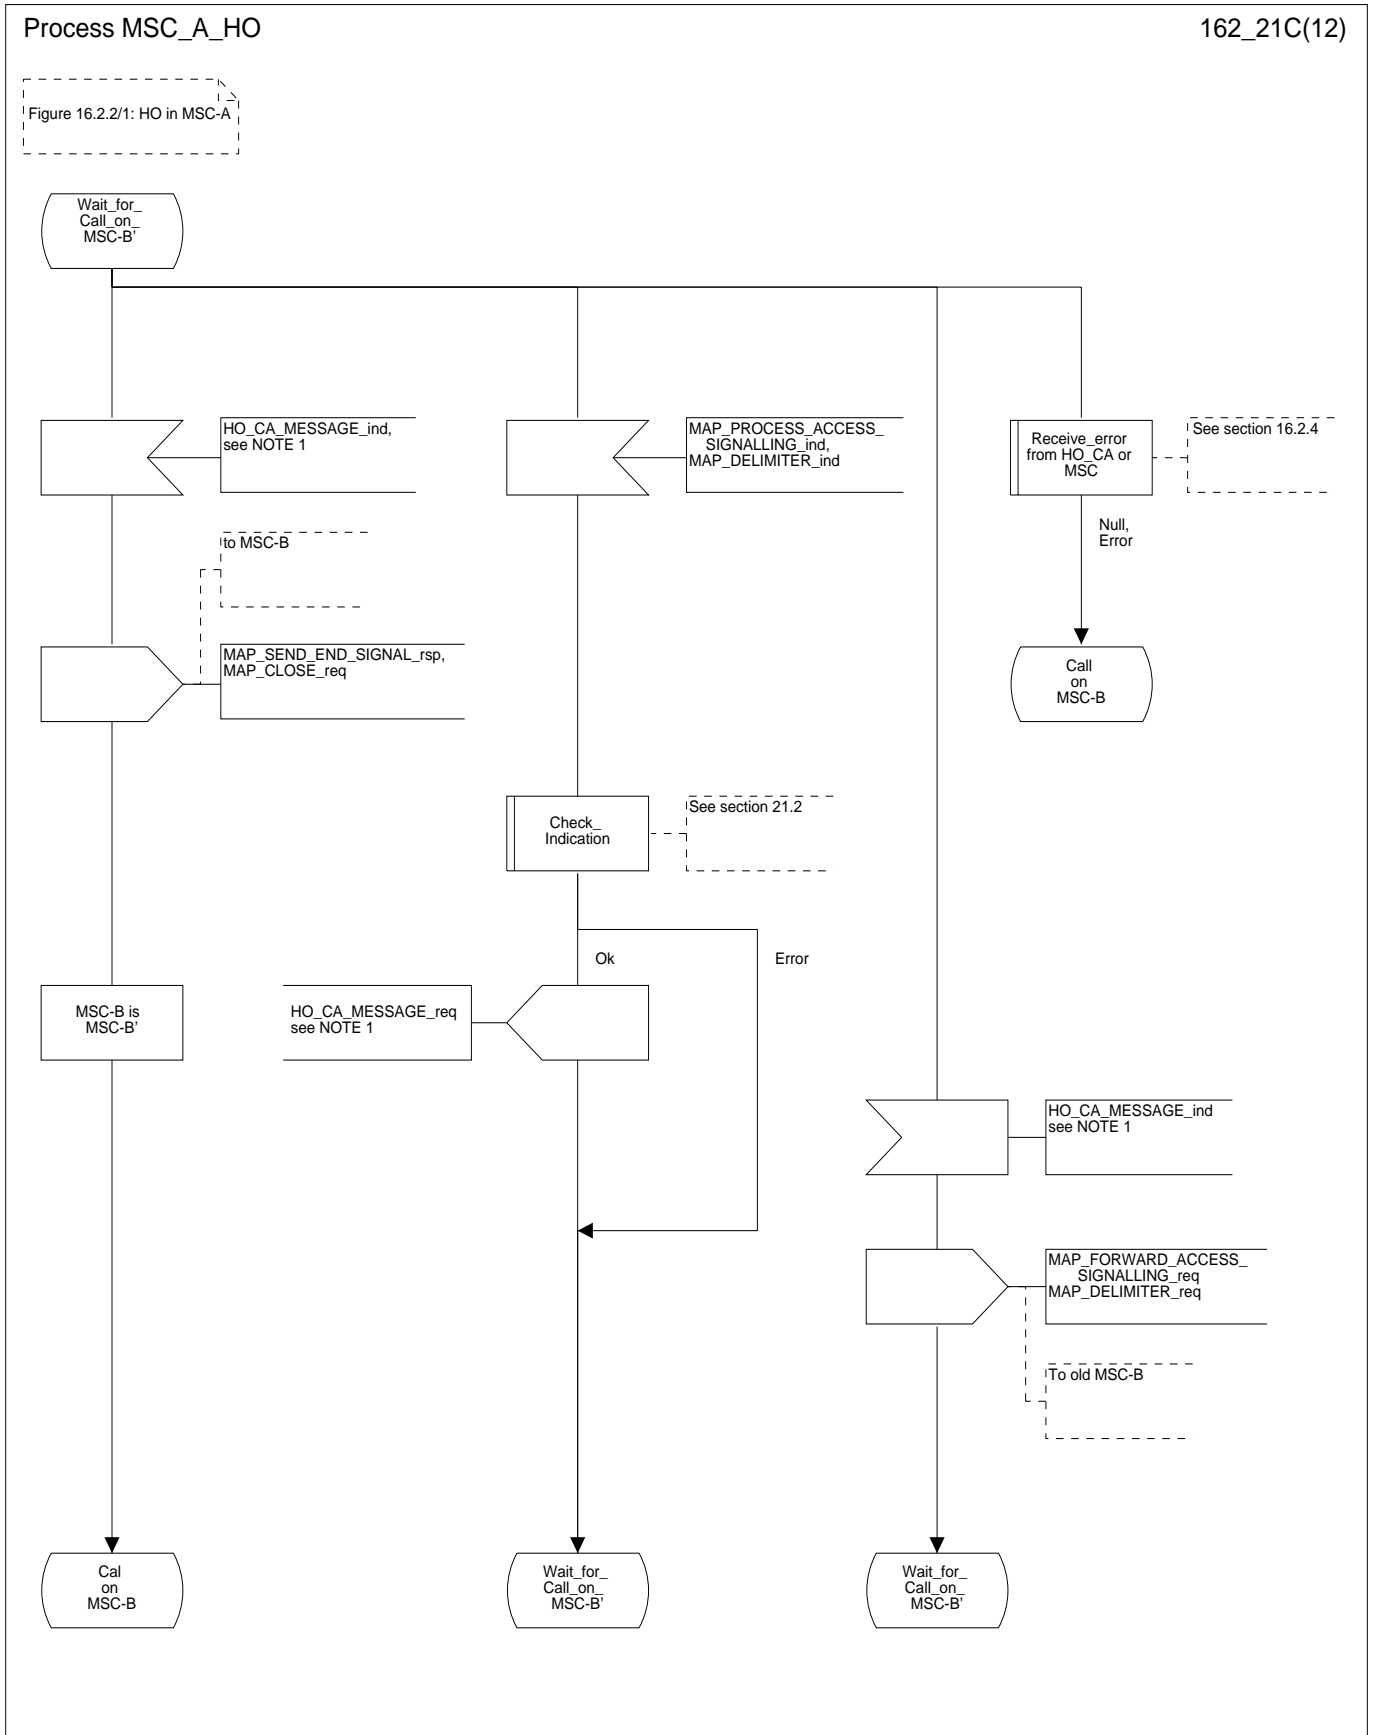 Process MSC_A_HO
162_21C(12)
Figure 16.2.2/1: HO in MSC-A
Wait_for_
Call_on_
MSC-B'
HO_CA_MESSAGE_ind,
see NOTE 1
MAP_PROCESS_ACCESS_
SIGNALLING_ind,
MAP_DELIMITER_ind
Receive_error
from HO_CA or
MSC
See section 16.2.4
Null,
Error
to MSC-B
MAP_SEND_END_SIGNAL_rsp,
MAP_CLOSE_req
Call
on
MSC-B
Check_
Indication
See section 21.2
Ok
Error
MSC-B is
MSC-B'
HO_CA_MESSAGE_req
see NOTE 1
HO_CA_MESSAGE_ind
see NOTE 1
MAP_FORWARD_ACCESS_
SIGNALLING_req
MAP_DELIMITER_req
To old MSC-B
Cal
on
MSC-B
Wait_for_
Call_on_
MSC-B'
Wait_for_
Call_on_
MSC-B'